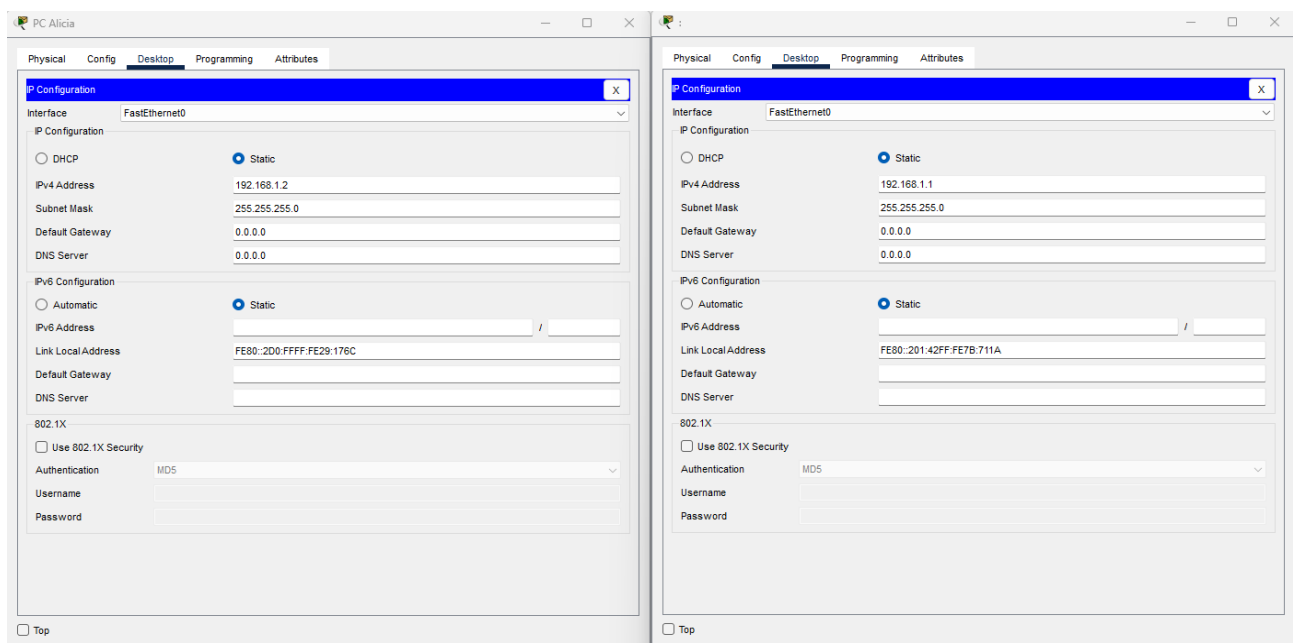 PC Alicia
Physical Config Desktop Programming Attributes
IP Configuration X
Interface FastEthernet0
IP Configuration
DHCP Static
IPv4 Address 192.168.1.2
Subnet Mask 255.255.255.0
Default Gateway 0.0.0.0
DNS Server 0.0.0.0
IPv6 Configuration
Automatic Static
IPv6 Address /
Link Local Address FE80::2D0:FFFF:FE29:176C
Default Gateway
DNS Server
802.1X
Use 802.1X Security
Authentication MD5
Username
Password
Top
:
Physical Config Desktop Programming Attributes
IP Configuration X
Interface FastEthernet0
IP Configuration
DHCP Static
IPv4 Address 192.168.1.1
Subnet Mask 255.255.255.0
Default Gateway 0.0.0.0
DNS Server 0.0.0.0
IPv6 Configuration
Automatic Static
IPv6 Address /
Link Local Address FE80::201:42FF:FE7B:711A
Default Gateway
DNS Server
802.1X
Use 802.1X Security
Authentication MD5
Username
Password
Top